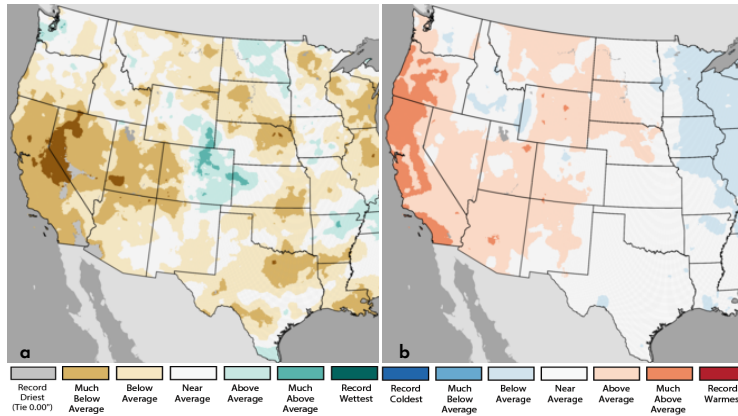 a
b
Record
Driest
(Tie 0.00")
Much
Below
Average
Below
Average
Near
Average
Above
Average
Much
Above
Average
Record
Wettest
Record
Coldest
Much
Below
Average
Below
Average
Near
Average
Above
Average
Much
Above
Average
Record
Warmes